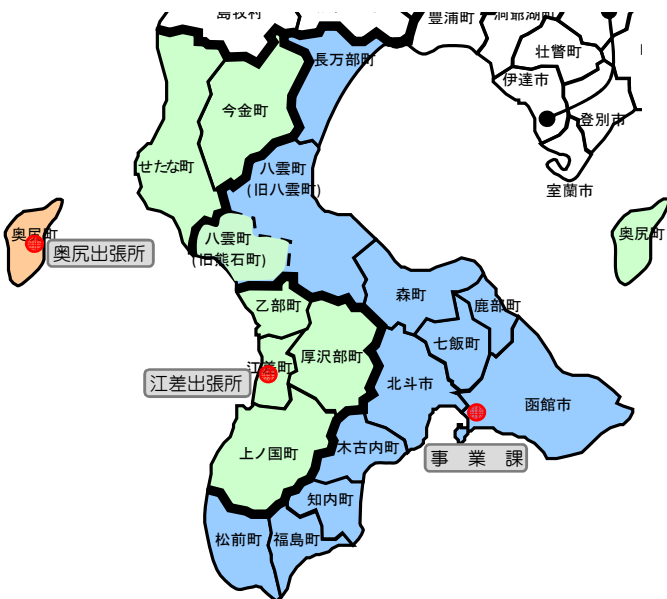 島牧村
豊浦町
洞爺湖町
長万部町
壮瞥町
伊達市
今金町
登別市
せたな町
八雲町
(旧八雲町)
室蘭市
奥尻町
奥尻出張所
八雲町
(旧熊石町)
奥尻町
森町
鹿部町
乙部町
七飯町
厚沢部町
江差町
江差出張所
北斗市
函館市
上ノ国町
木古内町
事業課
知内町
松前町
福島町